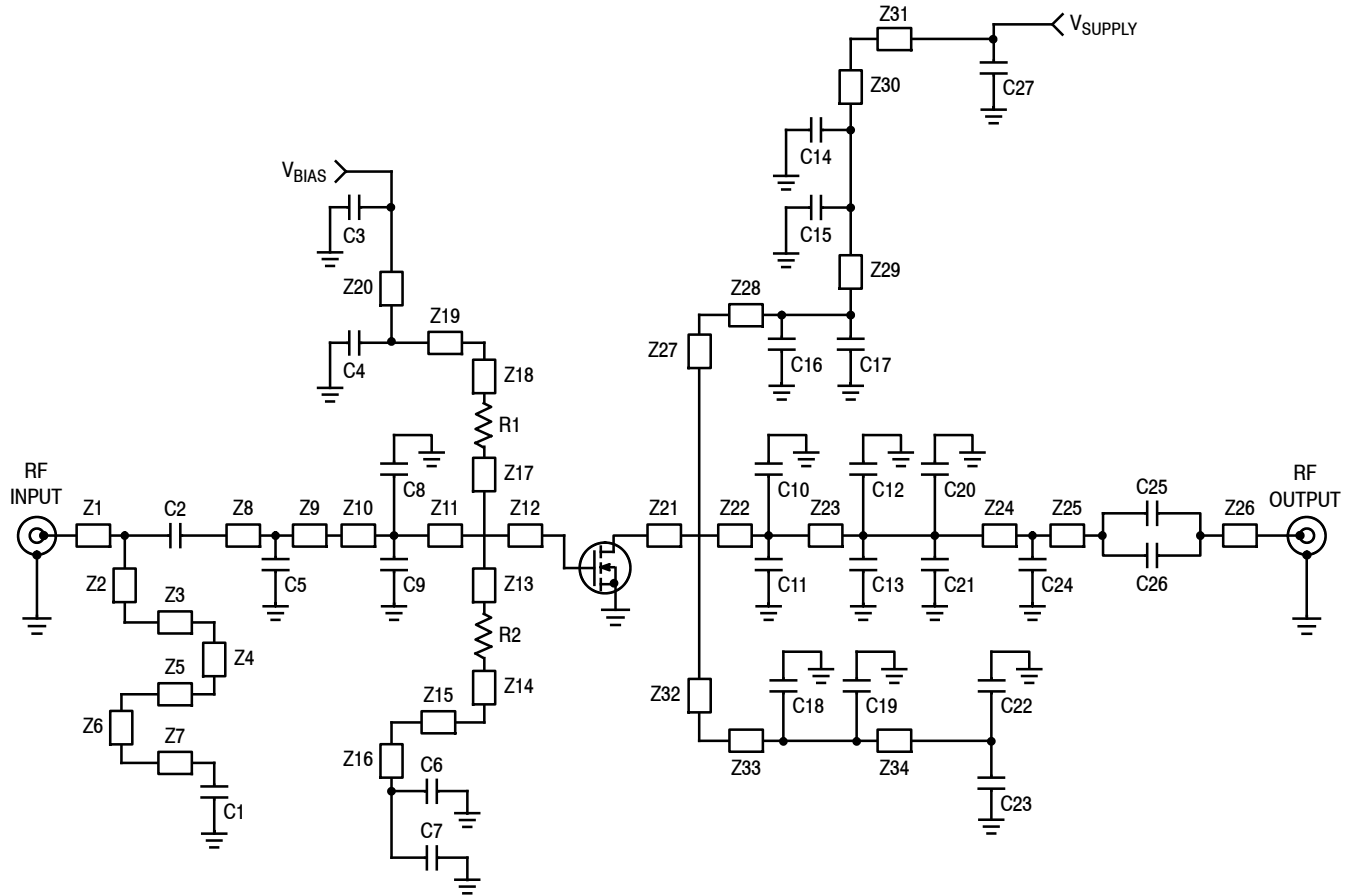 Z31
VSUPPLY
Z30
C27
C14
VBIAS
C3
C15
Z20
Z29
Z28
Z19
C4
Z27
C16
C17
Z18
R1
RF
INPUT
Z17
C8
C10
C12
C20
RF
OUTPUT
Z1
C2
Z8
Z9
Z10
Z11
Z12
Z21
Z22
Z23
Z24
Z25
C25
Z26
C26
Z2
C5
C9
Z13
C11
C13
C21
C24
Z3
R2
Z4
Z5
Z14
Z15
Z32
C18
C19
C22
Z6
Z7
Z16
C6
Z33
Z34
C1
C23
C7